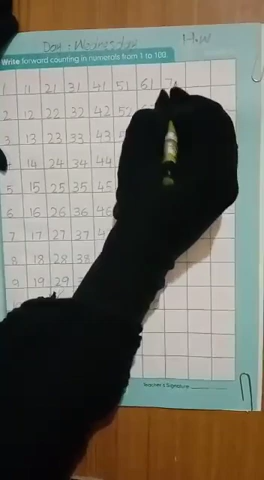 Day : Wednesday H.W
Write forward counting in numerals from 1 to 100.
1 11 21 31 41 51 61
2 12 22 32 42 52
3 13 23 33 43
4 14 24 34 44
5 15 25 35 45
6 16 26 36 46
7 17 27 37
8 18 28 38
9 19 29
Teacher's Signature